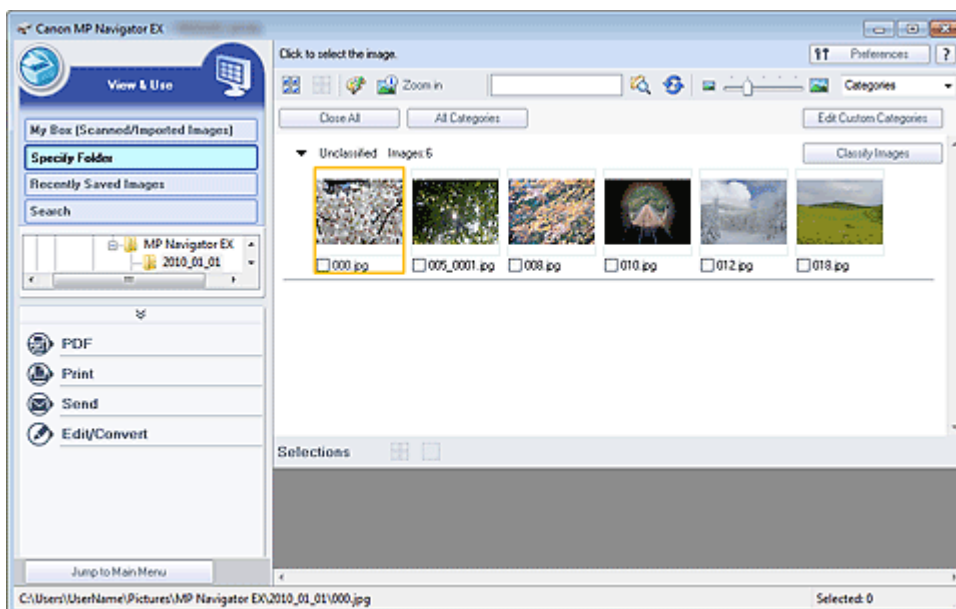 Canon MP Navigator EX
View & Use
My Box (Scanned/Imported Images)
Specify Folder
Recently Saved Images
Search
MP Navigator EX
2010_01_01
PDF
Print
Send
Edit/Convert
Jump to Main Menu
Click to select the image.
Preferences
?
Zoom in
Categories
Close All
All Categories
Edit Custom Categories
Unclassified Images:6
Classify Images
000.jpg
005_0001.jpg
008.jpg
010.jpg
012.jpg
018.jpg
Selections
C:\Users\UserName\Pictures\MP Navigator EX\2010_01_01\000.jpg
Selected: 0